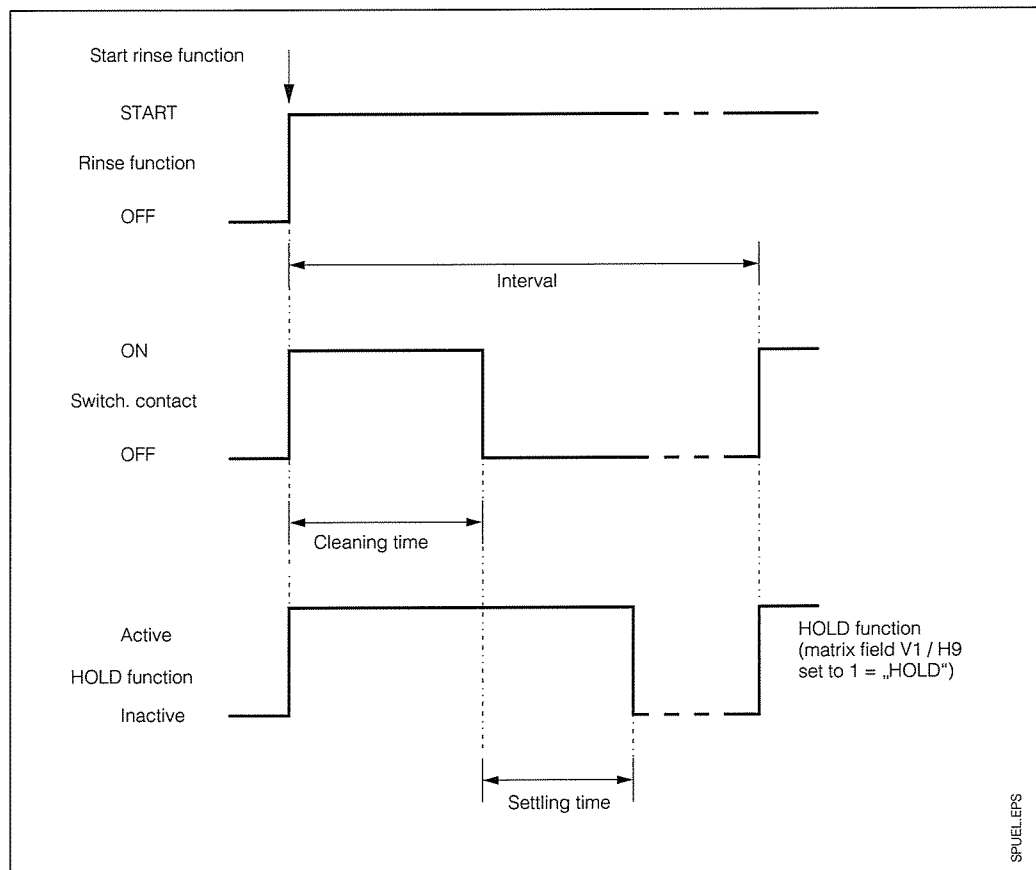 Start rinse function
START
Rinse function
OFF
Interval
ON
Switch. contact
OFF
Cleaning time
Active
HOLD function
Inactive
HOLD function
(matrix field V1 / H9
set to 1 = „HOLD“)
Settling time
SPUEL.EPS